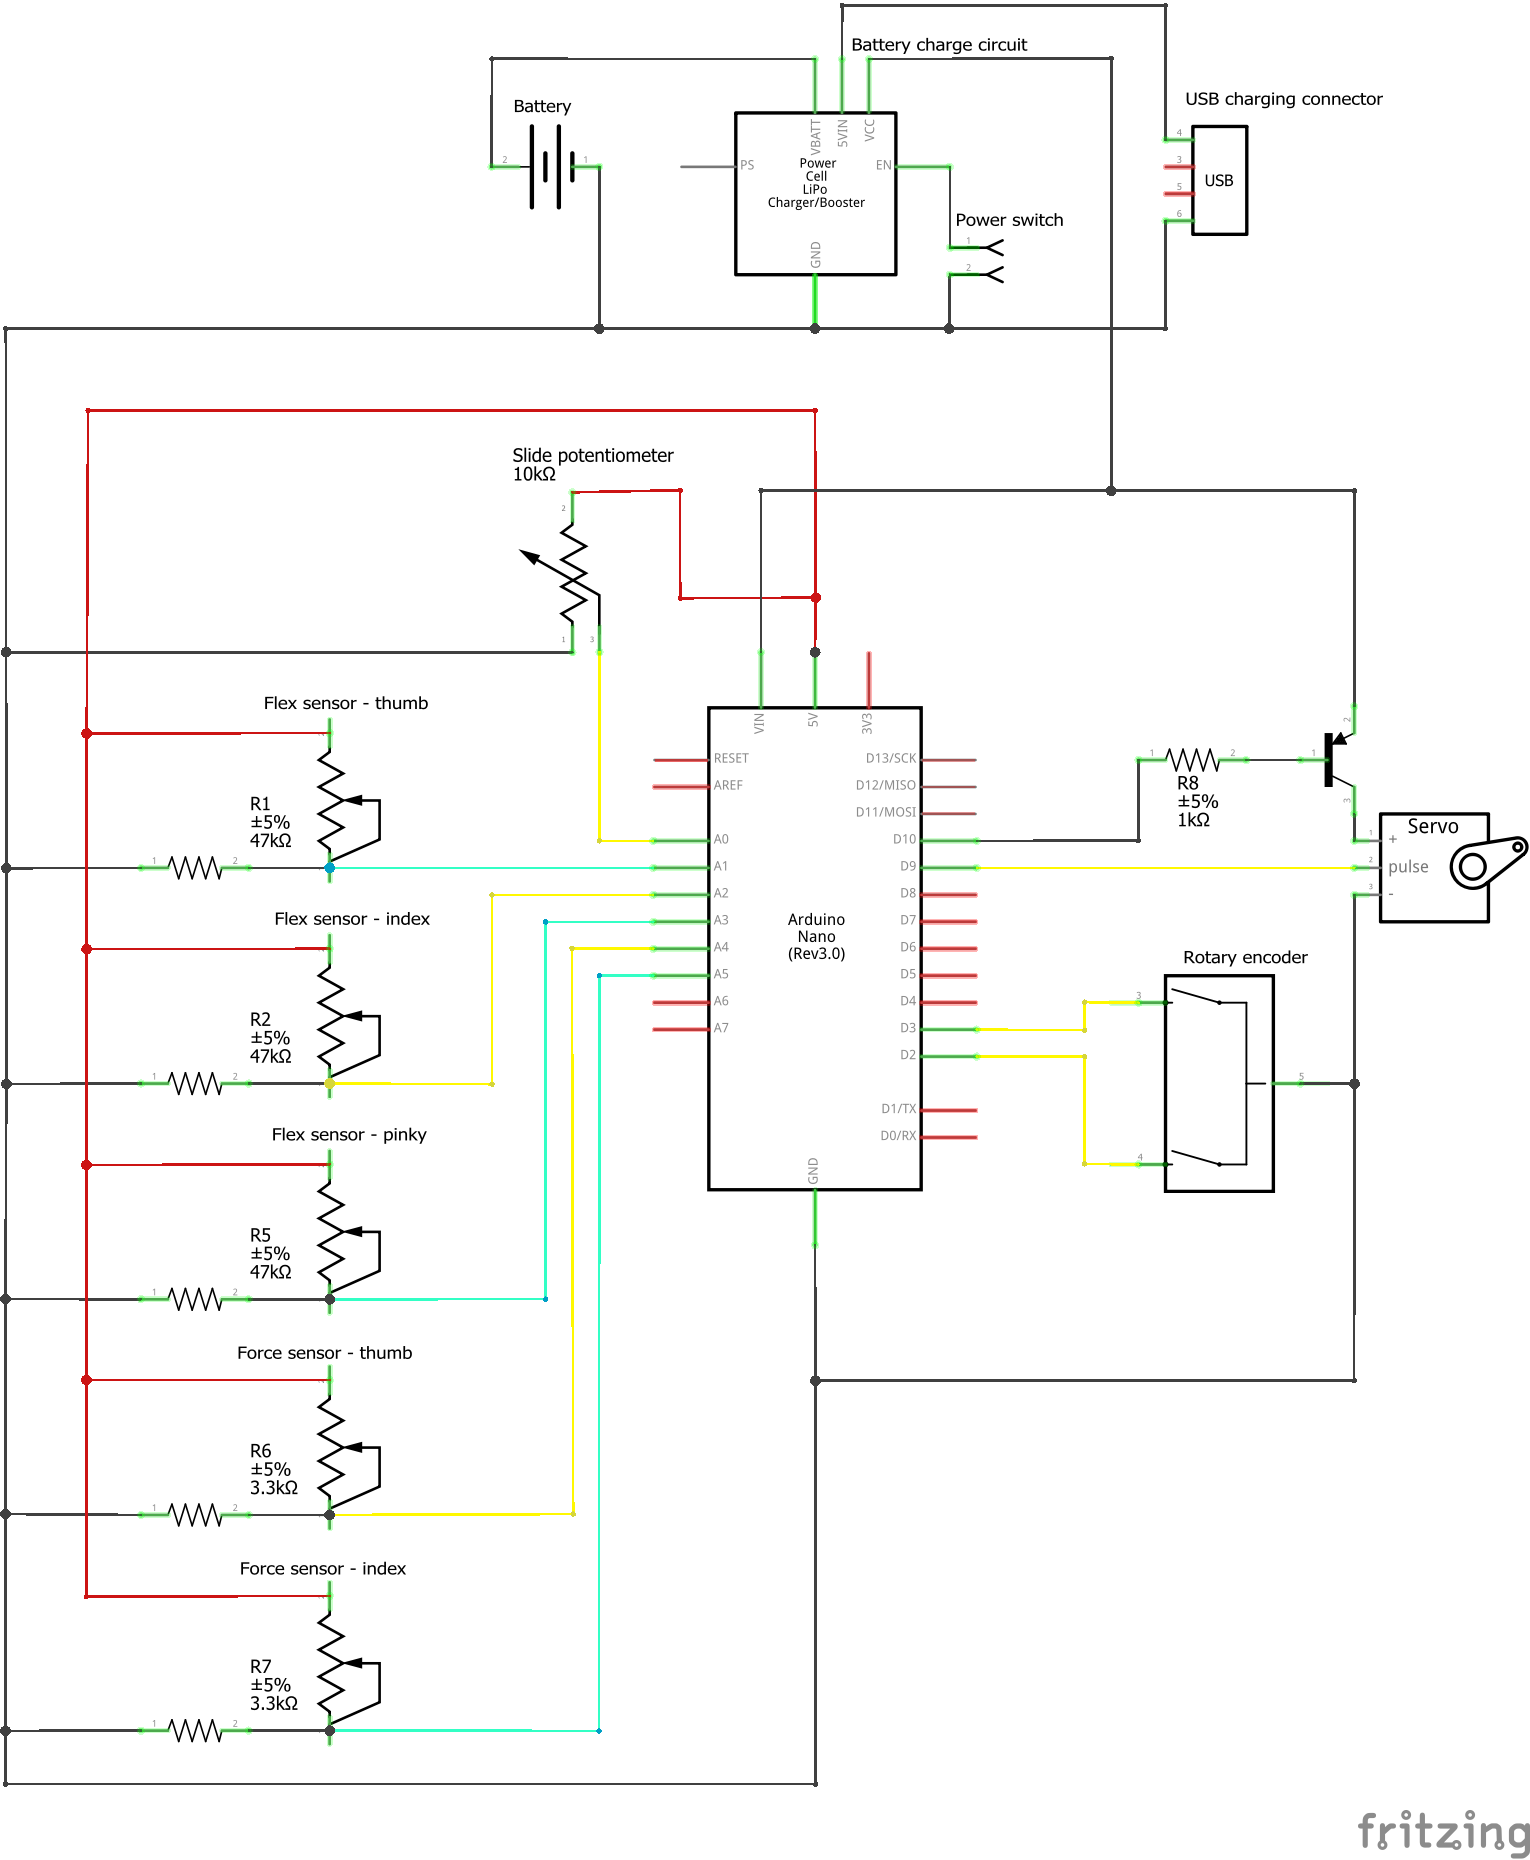 Battery charge circuit
Battery
USB charging connector
VBATT
5VIN
VCC
2
1
PS
Power
Cell
LiPo
Charger/Booster
EN
GND
4
3
5
6
USB
Power switch
1
2
Slide potentiometer
10kΩ
2
1
3
Flex sensor - thumb
R1
±5%
47kΩ
1
2
Flex sensor - index
R2
±5%
47kΩ
1
2
Flex sensor - pinky
R5
±5%
47kΩ
1
2
Force sensor - thumb
R6
±5%
3.3kΩ
1
2
Force sensor - index
R7
±5%
3.3kΩ
1
2
VIN
5V
3V3
RESET
AREF
A0
A1
A2
A3
A4
A5
A6
A7
Arduino
Nano
(Rev3.0)
D13/SCK
D12/MISO
D11/MOSI
D10
D9
D8
D7
D6
D5
D4
D3
D2
D1/TX
D0/RX
GND
1
2
R8
±5%
1kΩ
2
1
3
Servo
1
+
2
pulse
3
-
Rotary encoder
3
4
5
fritzing